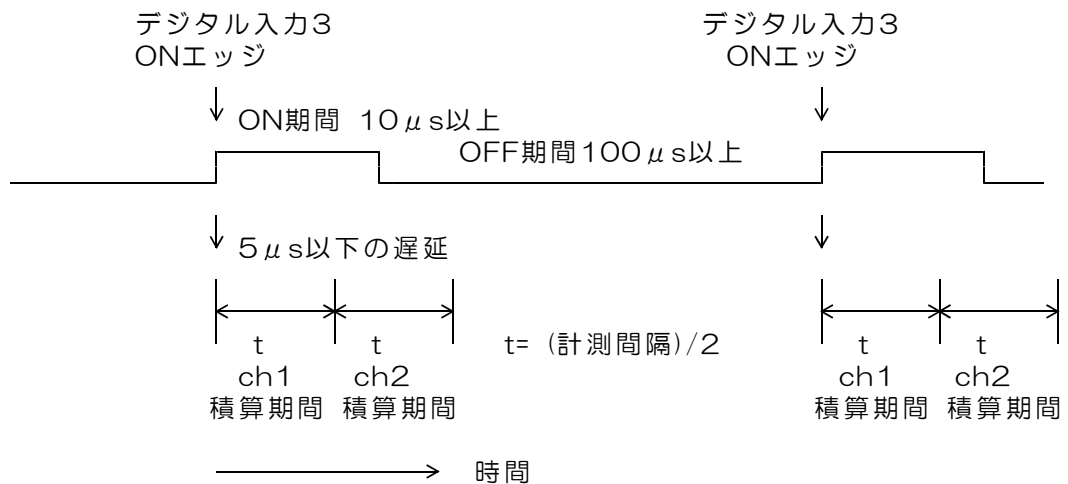 デジタル入力3 デジタル入力3
ONエッジ ONエッジ
ON期間 10μs以上
OFF期間100μs以上
5μs以下の遅延
t t t=(計測間隔)/2 t t
ch1 ch2 ch1 ch2
積算期間 積算期間 積算期間 積算期間
時間